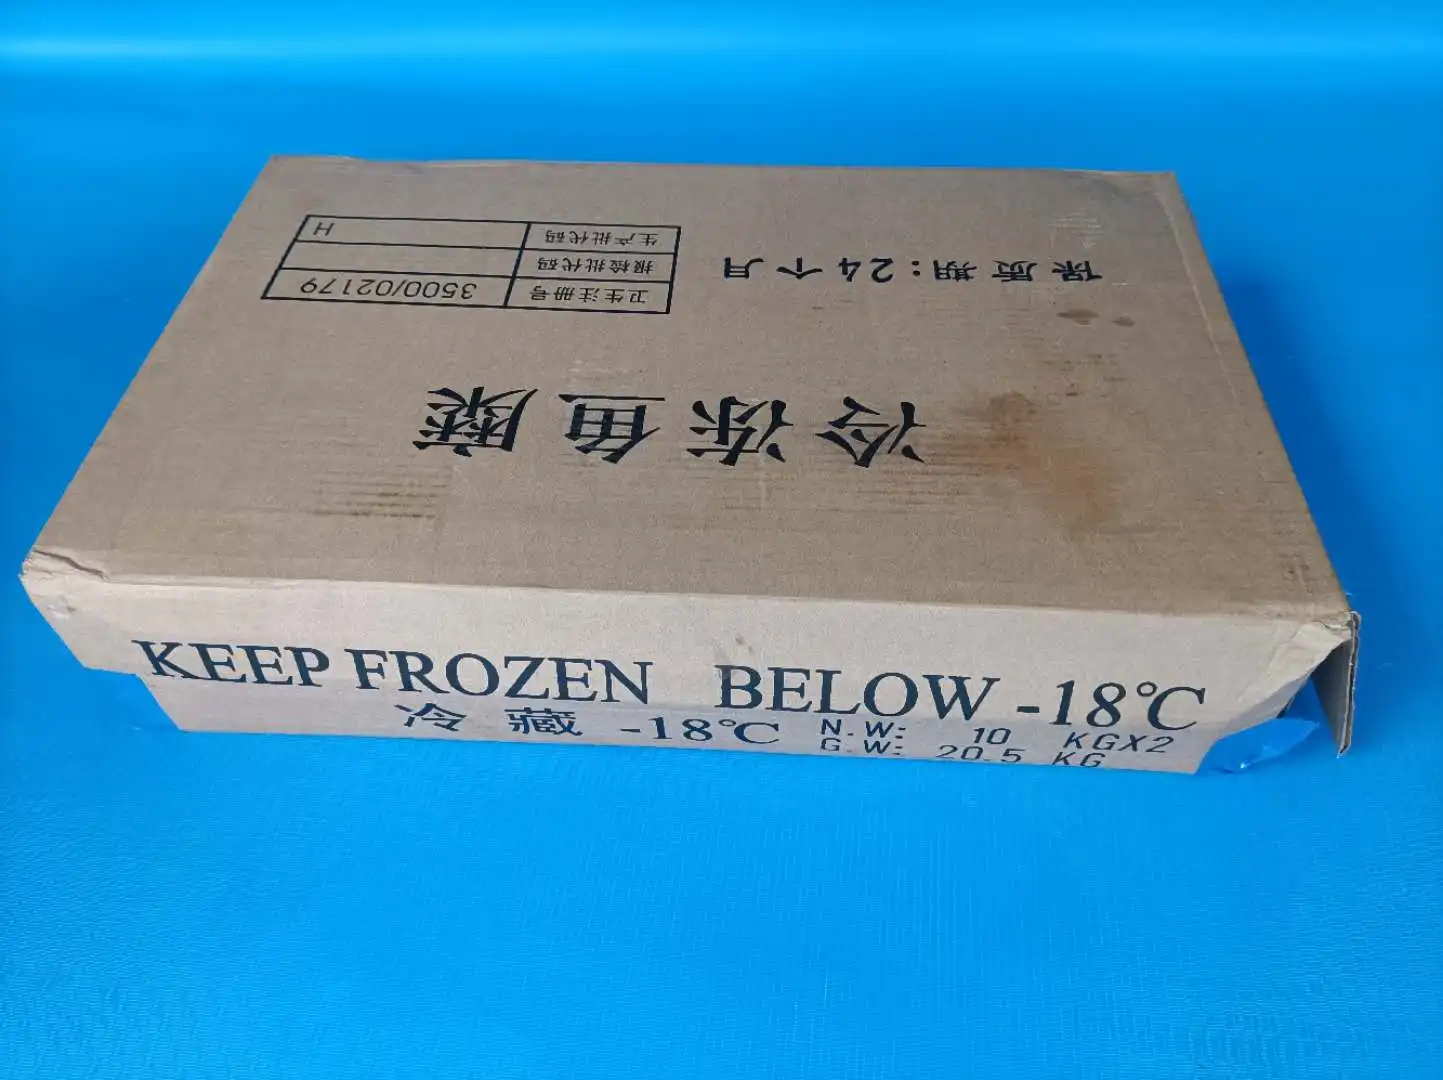 冷冻鱼糜
卫生注册号 3500/02179
报检批代码
生产批代码 H
保质期:24个月
KEEP FROZEN BELOW -18℃
冷藏 -18℃
N.W: 10 KGX2
G.W: 20.5 KG